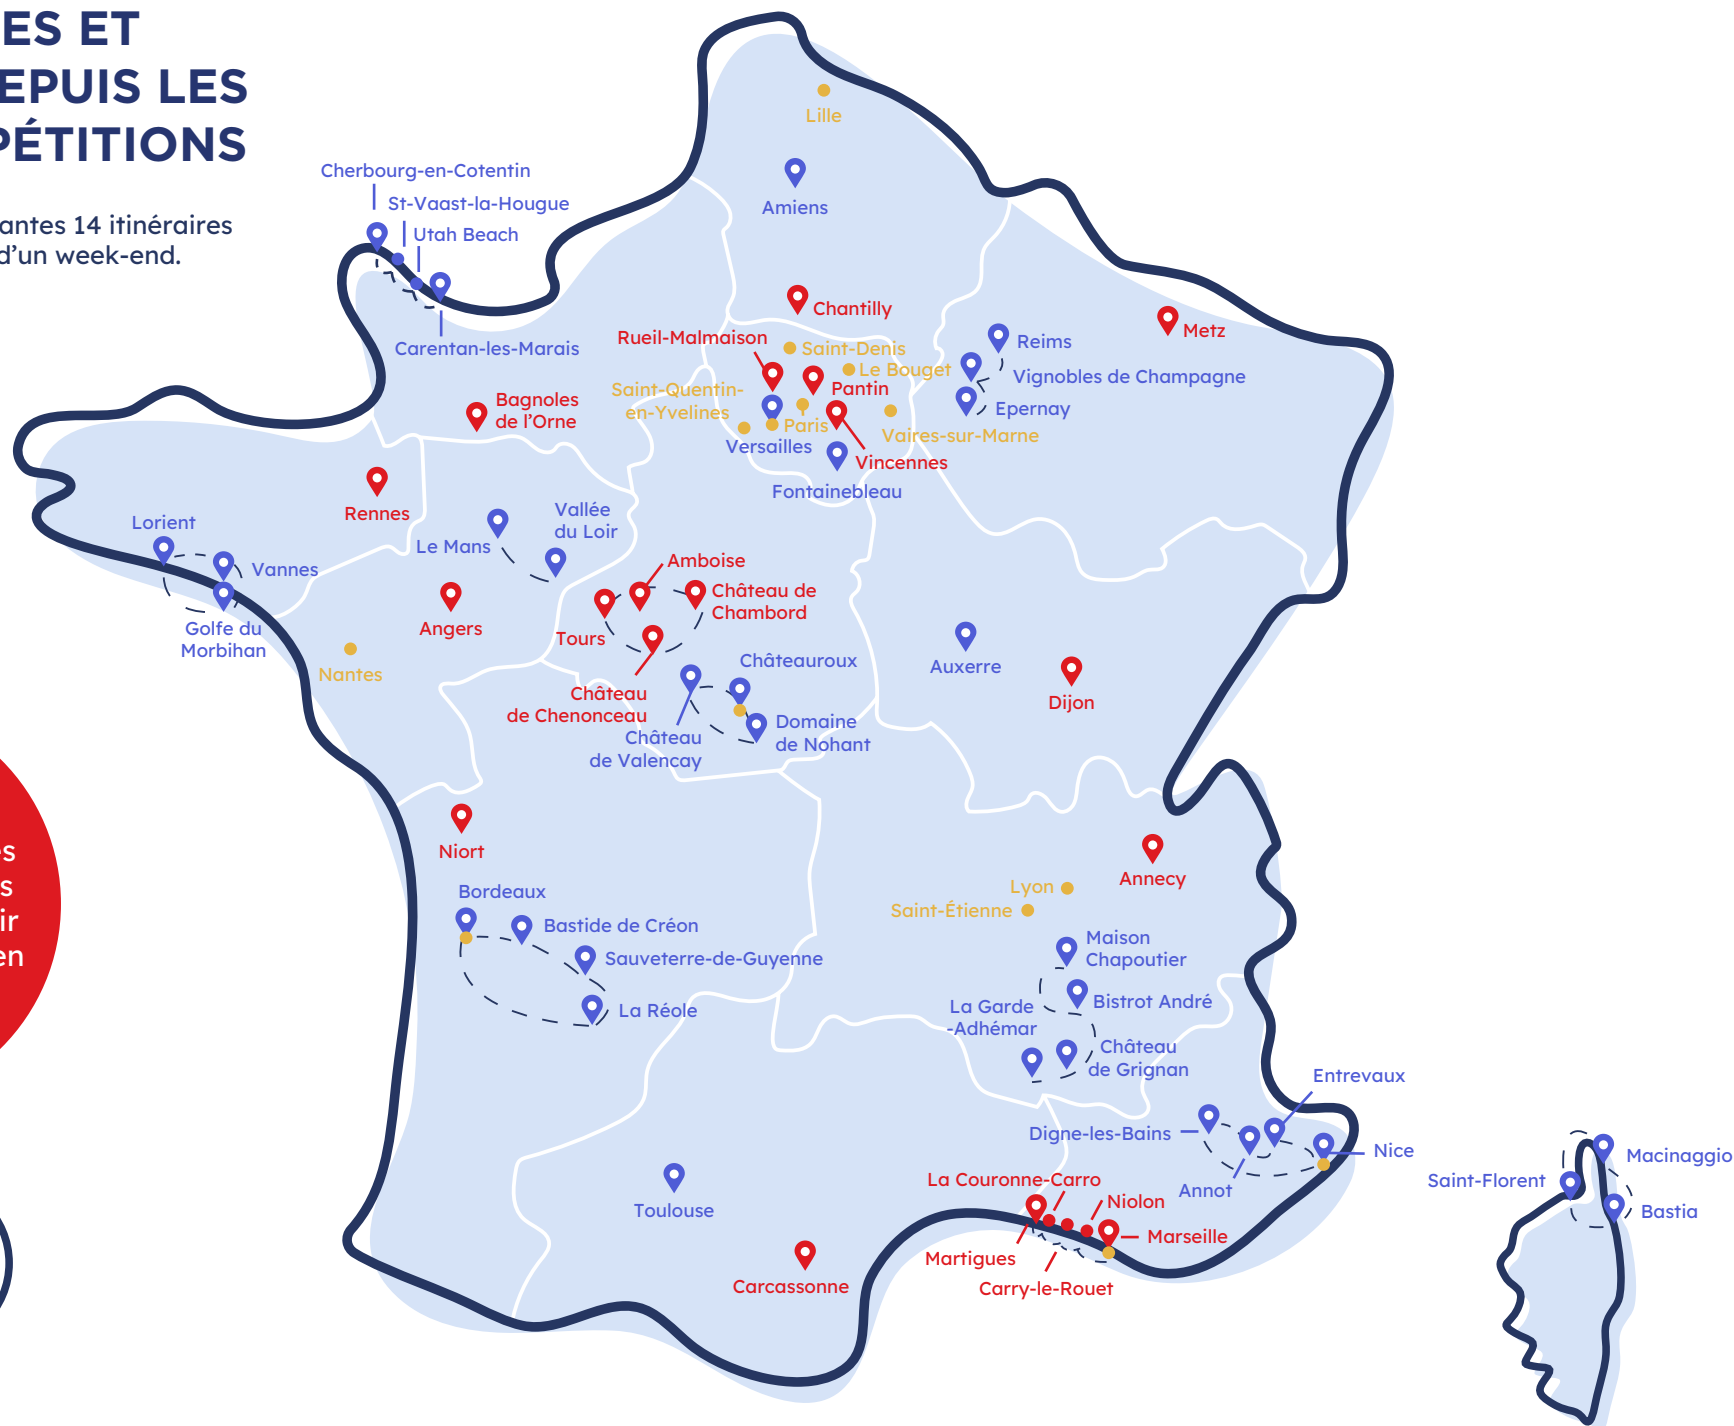 ES ET
EPUIS LES
PÉTITIONS
antes 14 itinéraires
d’un week-end.
Lille
Amiens
Cherbourg-en-Cotentin
St-Vaast-la-Hougue
Utah Beach
Carentan-les-Marais
Chantilly
Rueil-Malmaison
Saint-Denis
Le Bouget
Pantin
Saint-Quentin-
en-Yvelines
Paris
Versailles
Vaires-sur-Marne
Vincennes
Fontainebleau
Reims
Vignobles de Champagne
Epernay
Metz
Bagnoles
de l’Orne
Rennes
Lorient
Vannes
Golfe du
Morbihan
Le Mans
Vallée
du Loir
Angers
Nantes
Amboise
Château de
Chambord
Tours
Château
de Chenonceau
Châteauroux
Château
de Valencay
Domaine
de Nohant
Auxerre
Dijon
Niort
Bordeaux
Bastide de Créon
Sauveterre-de-Guyenne
La Réole
Annecy
Lyon
Saint-Étienne
Maison
Chapoutier
Bistrot André
La Garde
-Adhémar
Château
de Grignan
Entrevaux
Digne-les-Bains
Annot
Nice
La Couronne-Carro
Niolon
Marseille
Martigues
Carry-le-Rouet
Toulouse
Carcassonne
Macinaggio
Saint-Florent
Bastia
es
s
ir
en